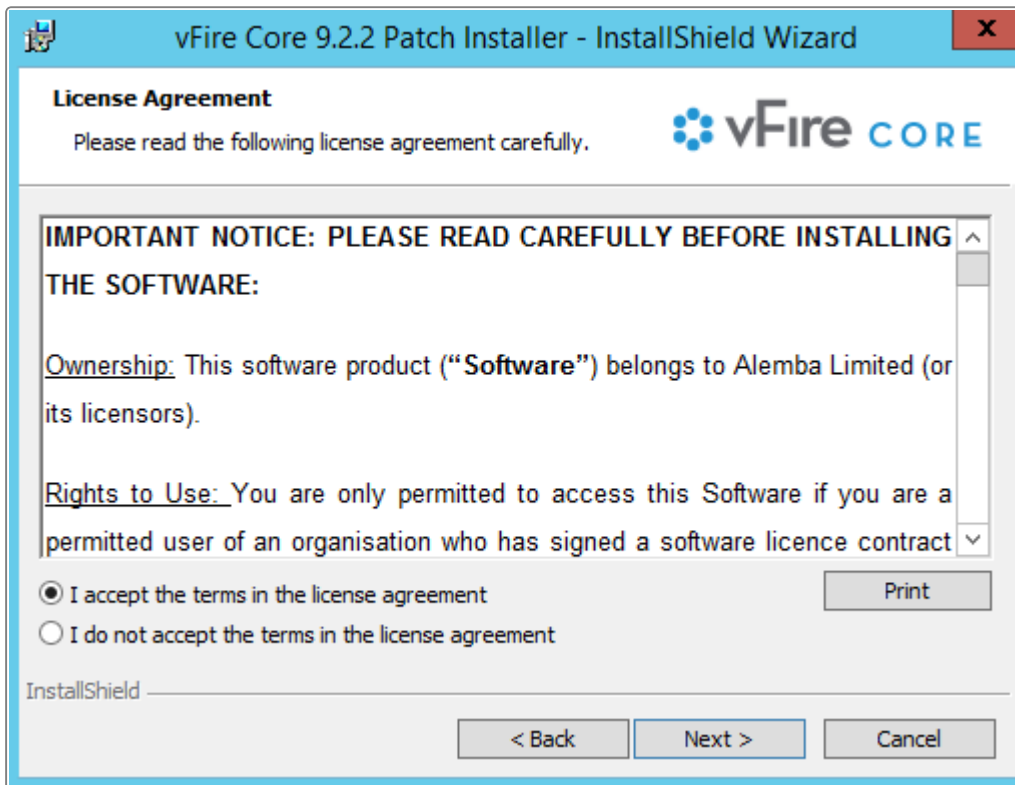 vFire Core 9.2.2 Patch Installer - InstallShield Wizard
x
License Agreement
Please read the following license agreement carefully.
vFire CORE
IMPORTANT NOTICE: PLEASE READ CAREFULLY BEFORE INSTALLING
THE SOFTWARE:
Ownership: This software product (“Software”) belongs to Alemba Limited (or
its licensors).
Rights to Use: You are only permitted to access this Software if you are a
permitted user of an organisation who has signed a software licence contract
I accept the terms in the license agreement
Print
I do not accept the terms in the license agreement
InstallShield
< Back
Next >
Cancel